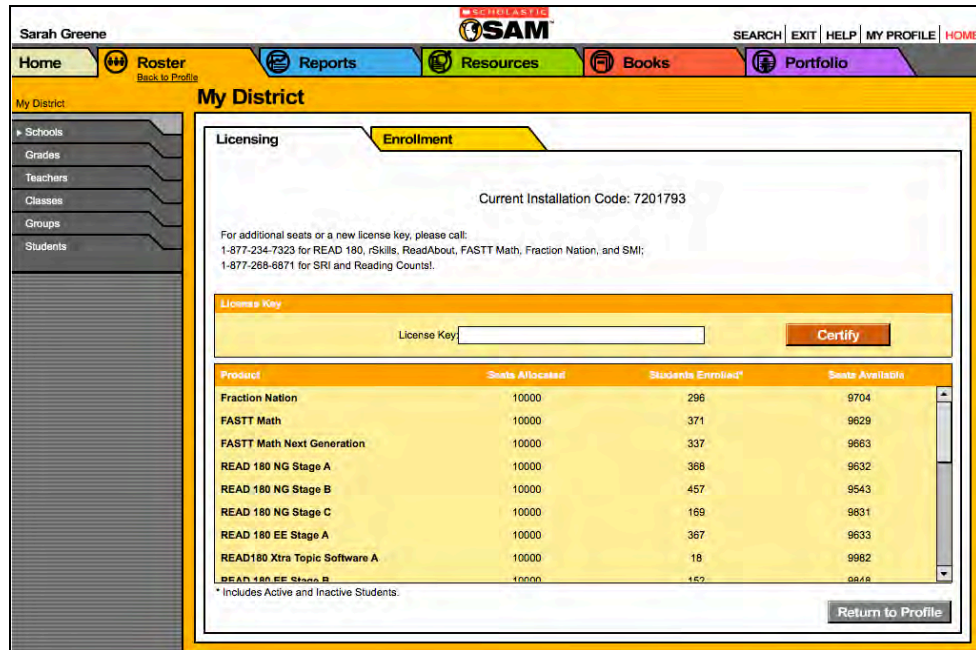 SCHOLASTIC
Sarah Greene
SAM
SEARCH EXIT HELP MY PROFILE HOME
Home Roster Reports Resources Books Portfolio
Back to Profile
My District
My District
Schools
Grades
Teachers
Classes
Groups
Students
Licensing Enrollment
Current Installation Code: 7201793
For additional seats or a new license key, please call:
1-877-234-7323 for READ 180, rSkills, ReadAbout, FASTT Math, Fraction Nation, and SMI;
1-877-268-6871 for SRI and Reading Counts!.
License Key
License Key: Certify
Product Seats Allocated Students Enrolled* Seats Available
Fraction Nation 10000 296 9704
FASTT Math 10000 371 9629
FASTT Math Next Generation 10000 337 9663
READ 180 NG Stage A 10000 368 9632
READ 180 NG Stage B 10000 457 9543
READ 180 NG Stage C 10000 169 9831
READ 180 EE Stage A 10000 367 9633
READ180 Xtra Topic Software A 10000 18 9982
READ 180 EE Stage B 10000 152 9848
* Includes Active and Inactive Students.
Return to Profile